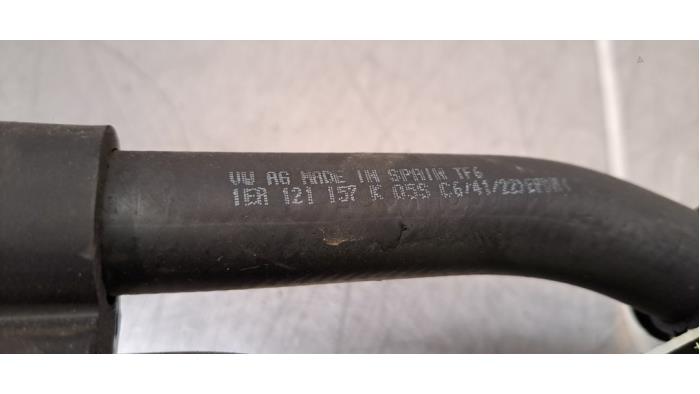 VW AG MADE IN SPAIN TF6
1EA 121 157 K 05S C6/41/22